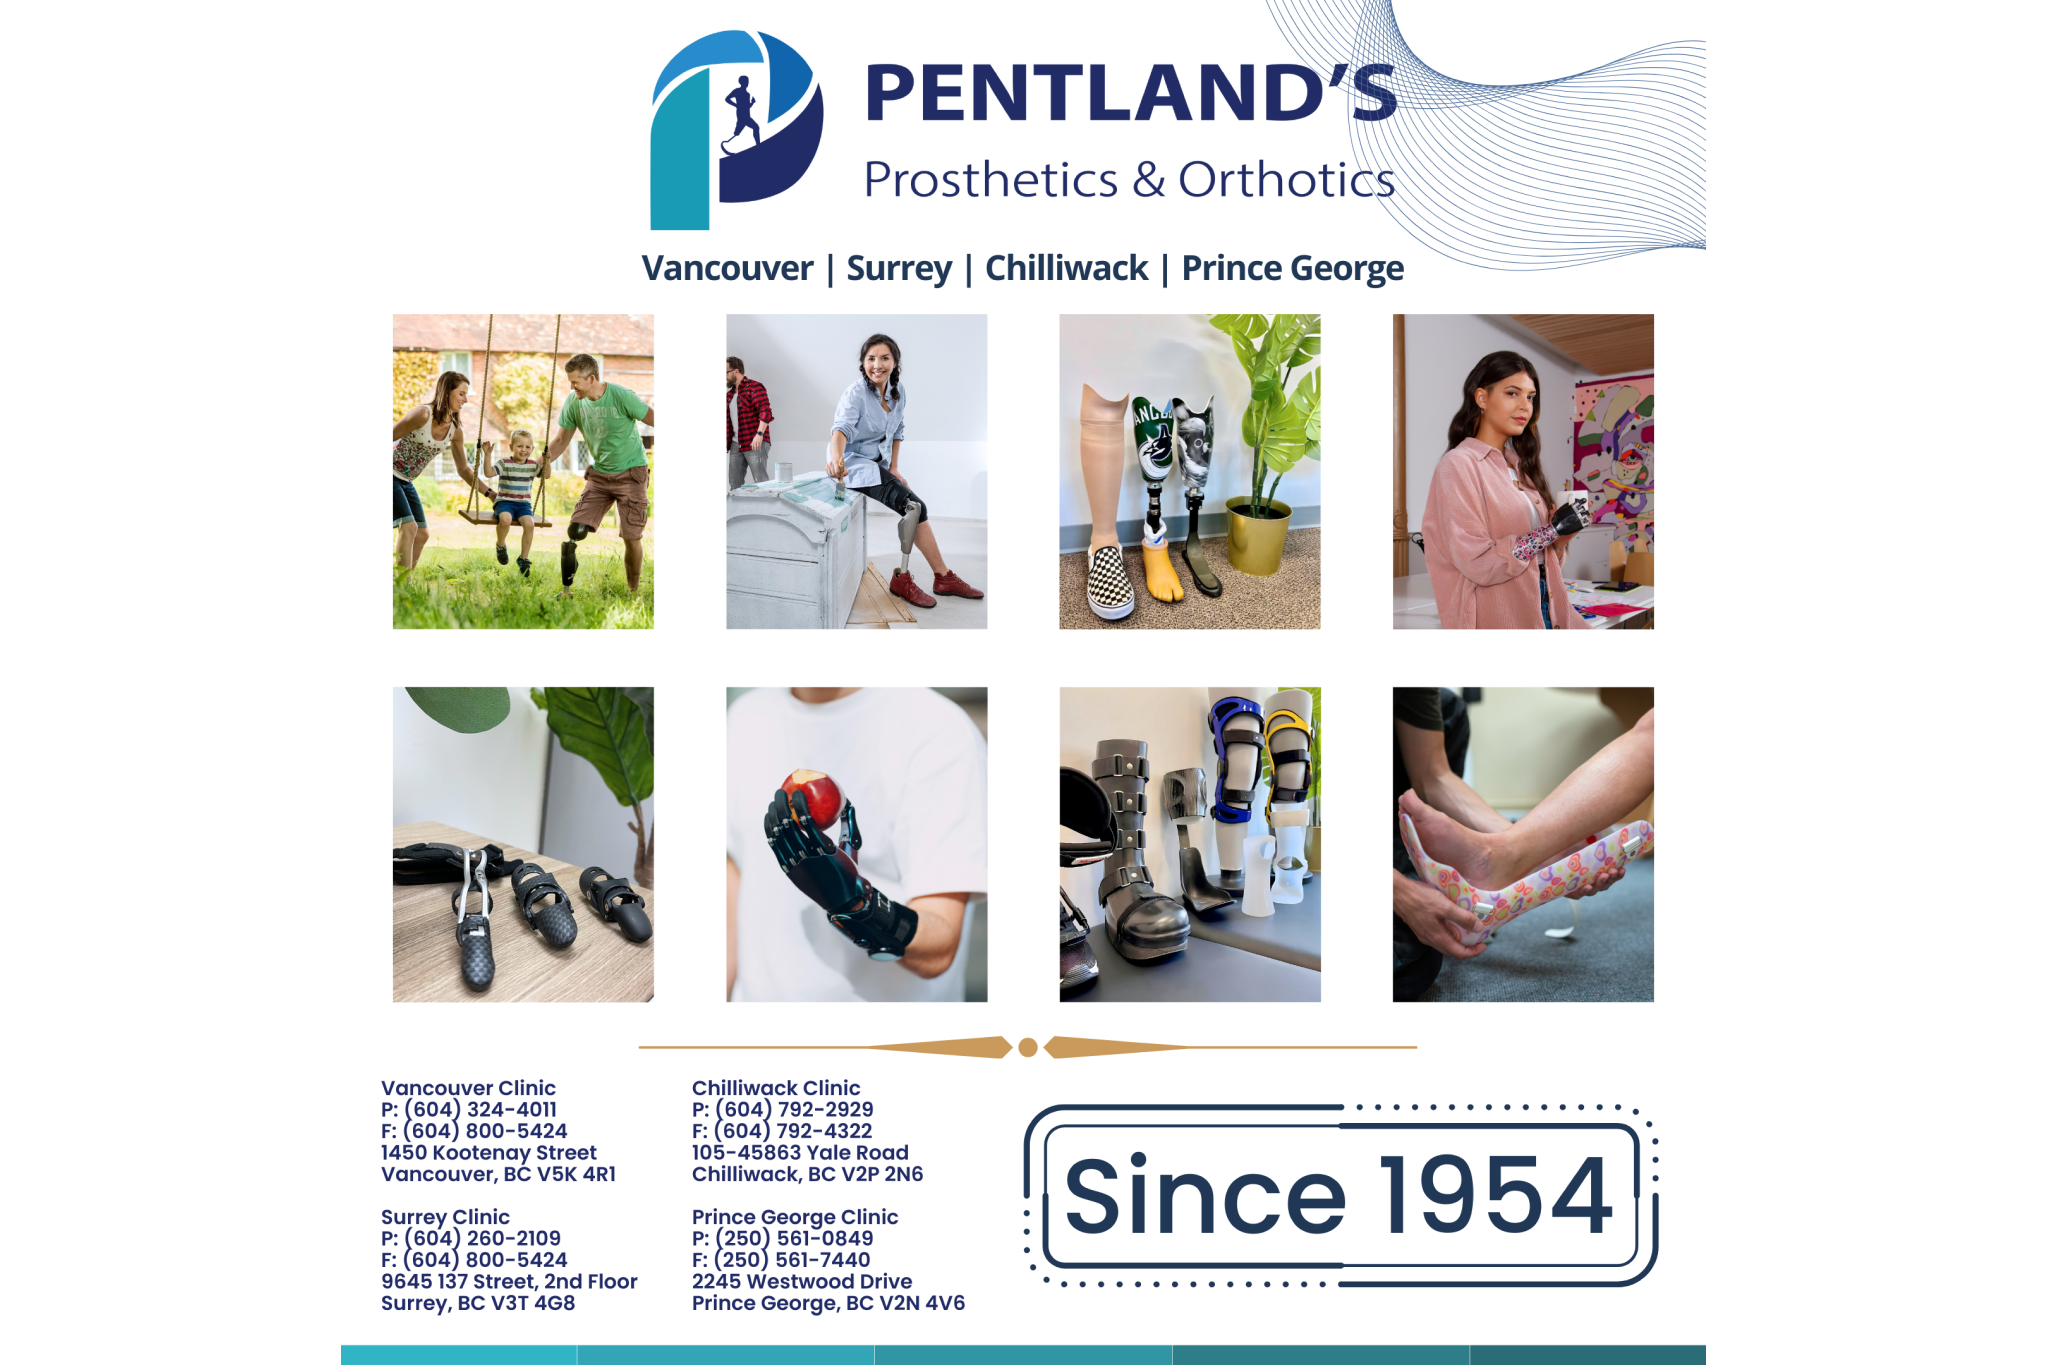 PENTLAND'S
Prosthetics & Orthotics
Vancouver | Surrey | Chilliwack | Prince George
Vancouver Clinic
P: (604) 324-4011
F: (604) 800-5424
1450 Kootenay Street
Vancouver, BC V5K 4R1
Surrey Clinic
P: (604) 260-2109
F: (604) 800-5424
9645 137 Street, 2nd Floor
Surrey, BC V3T 4G8
Chilliwack Clinic
P: (604) 792-2929
F: (604) 792-4322
105-45863 Yale Road
Chilliwack, BC V2P 2N6
Prince George Clinic
P: (250) 561-0849
F: (250) 561-7440
2245 Westwood Drive
Prince George, BC V2N 4V6
Since 1954